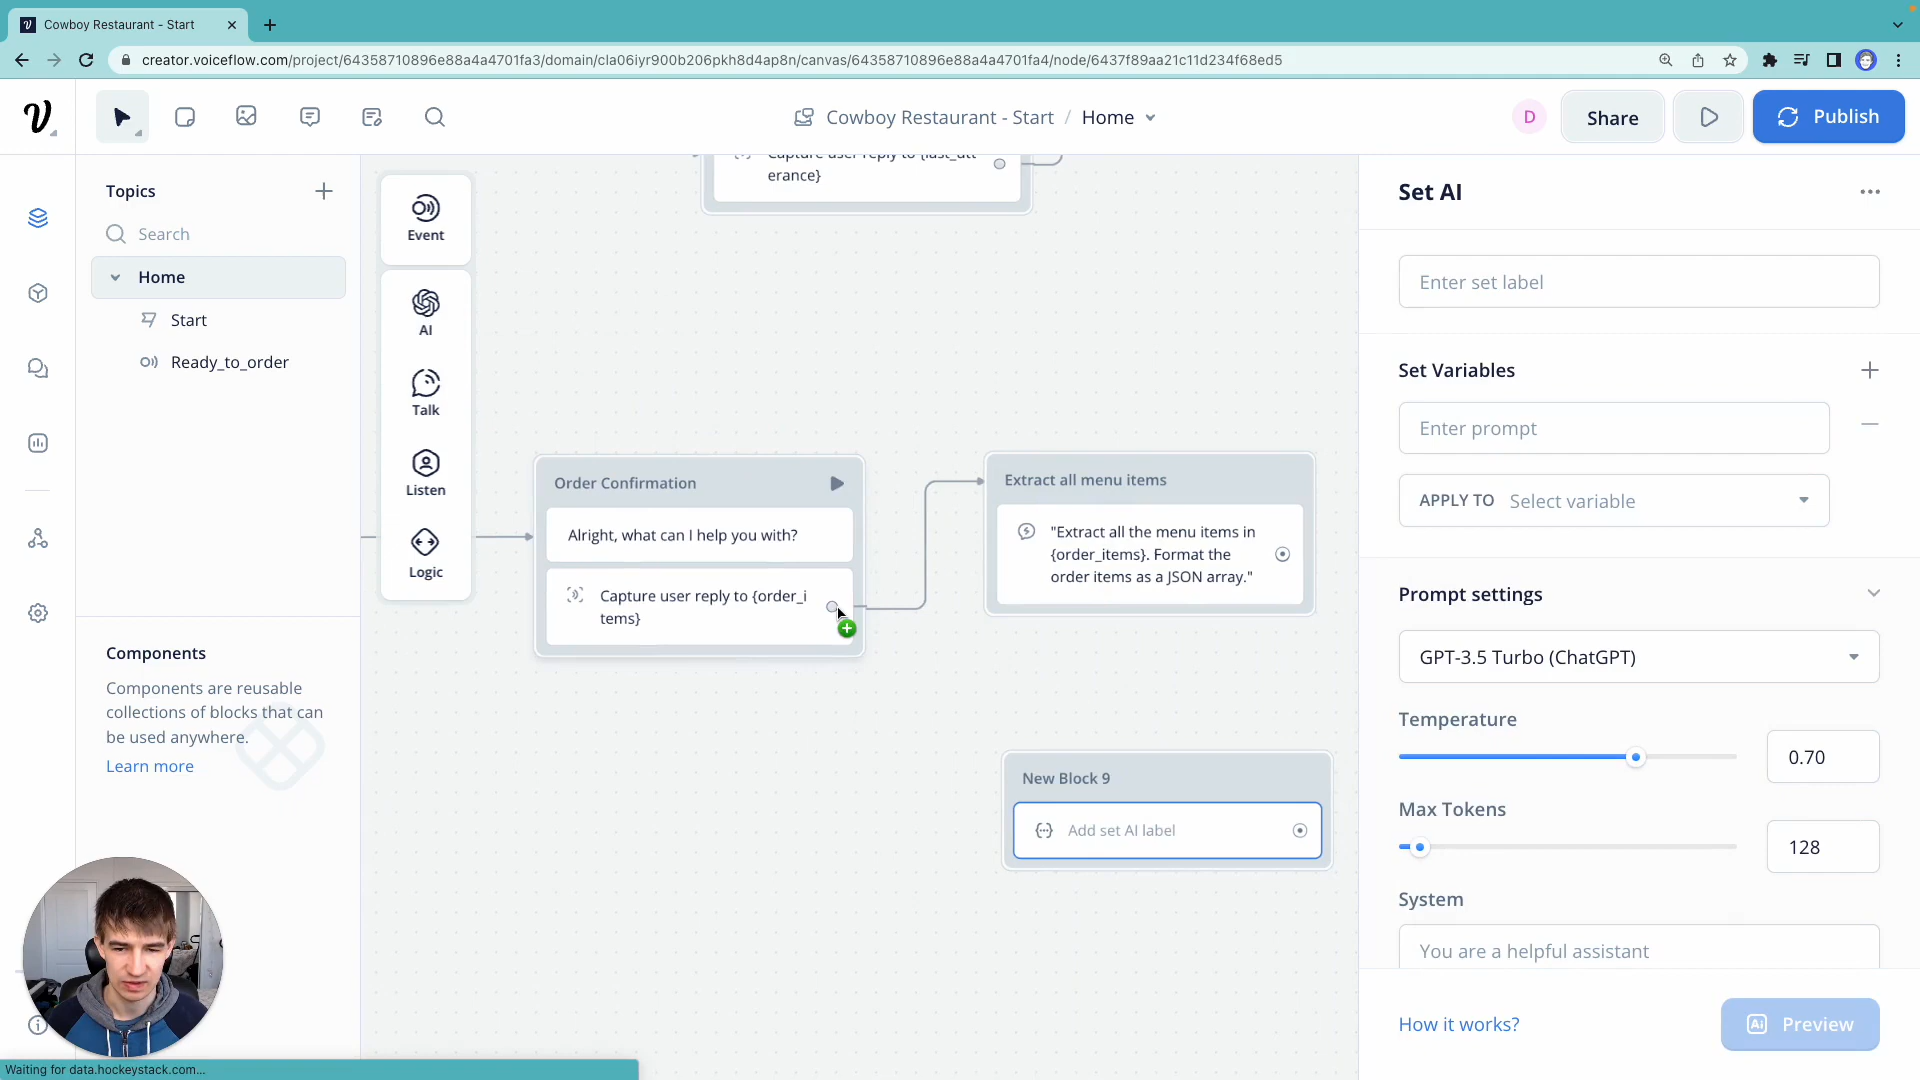 Cowboy Restaurant - Start
creator.voiceflow.com/project/64358710896e88a4a4701fa3/domain/cla06iyr900b206pkh8d4ap8n/canvas/64358710896e88a4a4701fa4/node/6437f89aa21c11d234f68ed5
Cowboy Restaurant - Start / Home
D
Share
Publish
Topics
Search
Home
Start
Ready_to_order
Components
Components are reusable
collections of blocks that can
be used anywhere.
Learn more
Event
AI
Talk
Listen
Logic
Capture user reply to {last_utt
erance}
Order Confirmation
Alright, what can I help you with?
Capture user reply to {order_i
tems}
Extract all menu items
"Extract all the menu items in
{order_items}. Format the
order items as a JSON array."
New Block 9
Add set AI label
Set AI
Enter set label
Set Variables
Enter prompt
APPLY TO Select variable
Prompt settings
GPT-3.5 Turbo (ChatGPT)
Temperature
0.70
Max Tokens
128
System
You are a helpful assistant
How it works?
Ai Preview
Waiting for data.hockeystack.com...